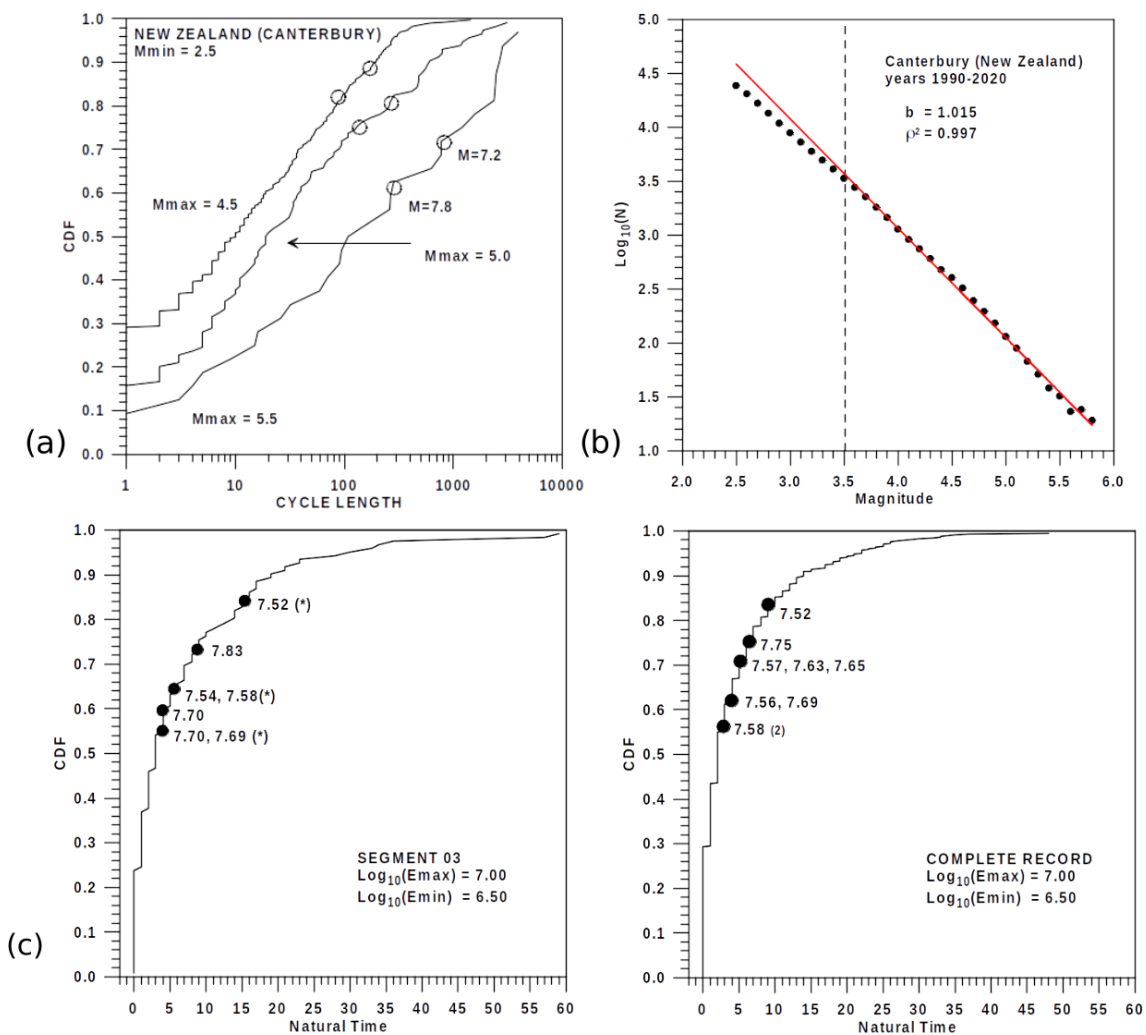 NEW ZEALAND (CANTERBURY)
Mmin = 2.5
M=7.2
Mmax = 4.5
M=7.8
Mmax = 5.0
Mmax = 5.5
CDF
1.0
0.9
0.8
0.7
0.6
0.5
0.4
0.3
0.2
0.1
0.0
1 10 100 1000 10000
CYCLE LENGTH
(a)
Canterbury (New Zealand)
years 1990-2020
b = 1.015
ρ² = 0.997
Log₁₀(N)
5.0
4.5
4.0
3.5
3.0
2.5
2.0
1.5
1.0
2.0 2.5 3.0 3.5 4.0 4.5 5.0 5.5 6.0
Magnitude
(b)
7.52 (*)
7.83
7.54, 7.58(*)
7.70
7.70, 7.69 (*)
SEGMENT 03
Log₁₀(Emax) = 7.00
Log₁₀(Emin) = 6.50
CDF
1.0
0.9
0.8
0.7
0.6
0.5
0.4
0.3
0.2
0.1
0.0
0 5 10 15 20 25 30 35 40 45 50 55 60
Natural Time
(c)
7.52
7.75
7.57, 7.63, 7.65
7.56, 7.69
7.58 (2)
COMPLETE RECORD
Log₁₀(Emax) = 7.00
Log₁₀(Emin) = 6.50
CDF
1.0
0.9
0.8
0.7
0.6
0.5
0.4
0.3
0.2
0.1
0.0
0 5 10 15 20 25 30 35 40 45 50 55 60
Natural Time